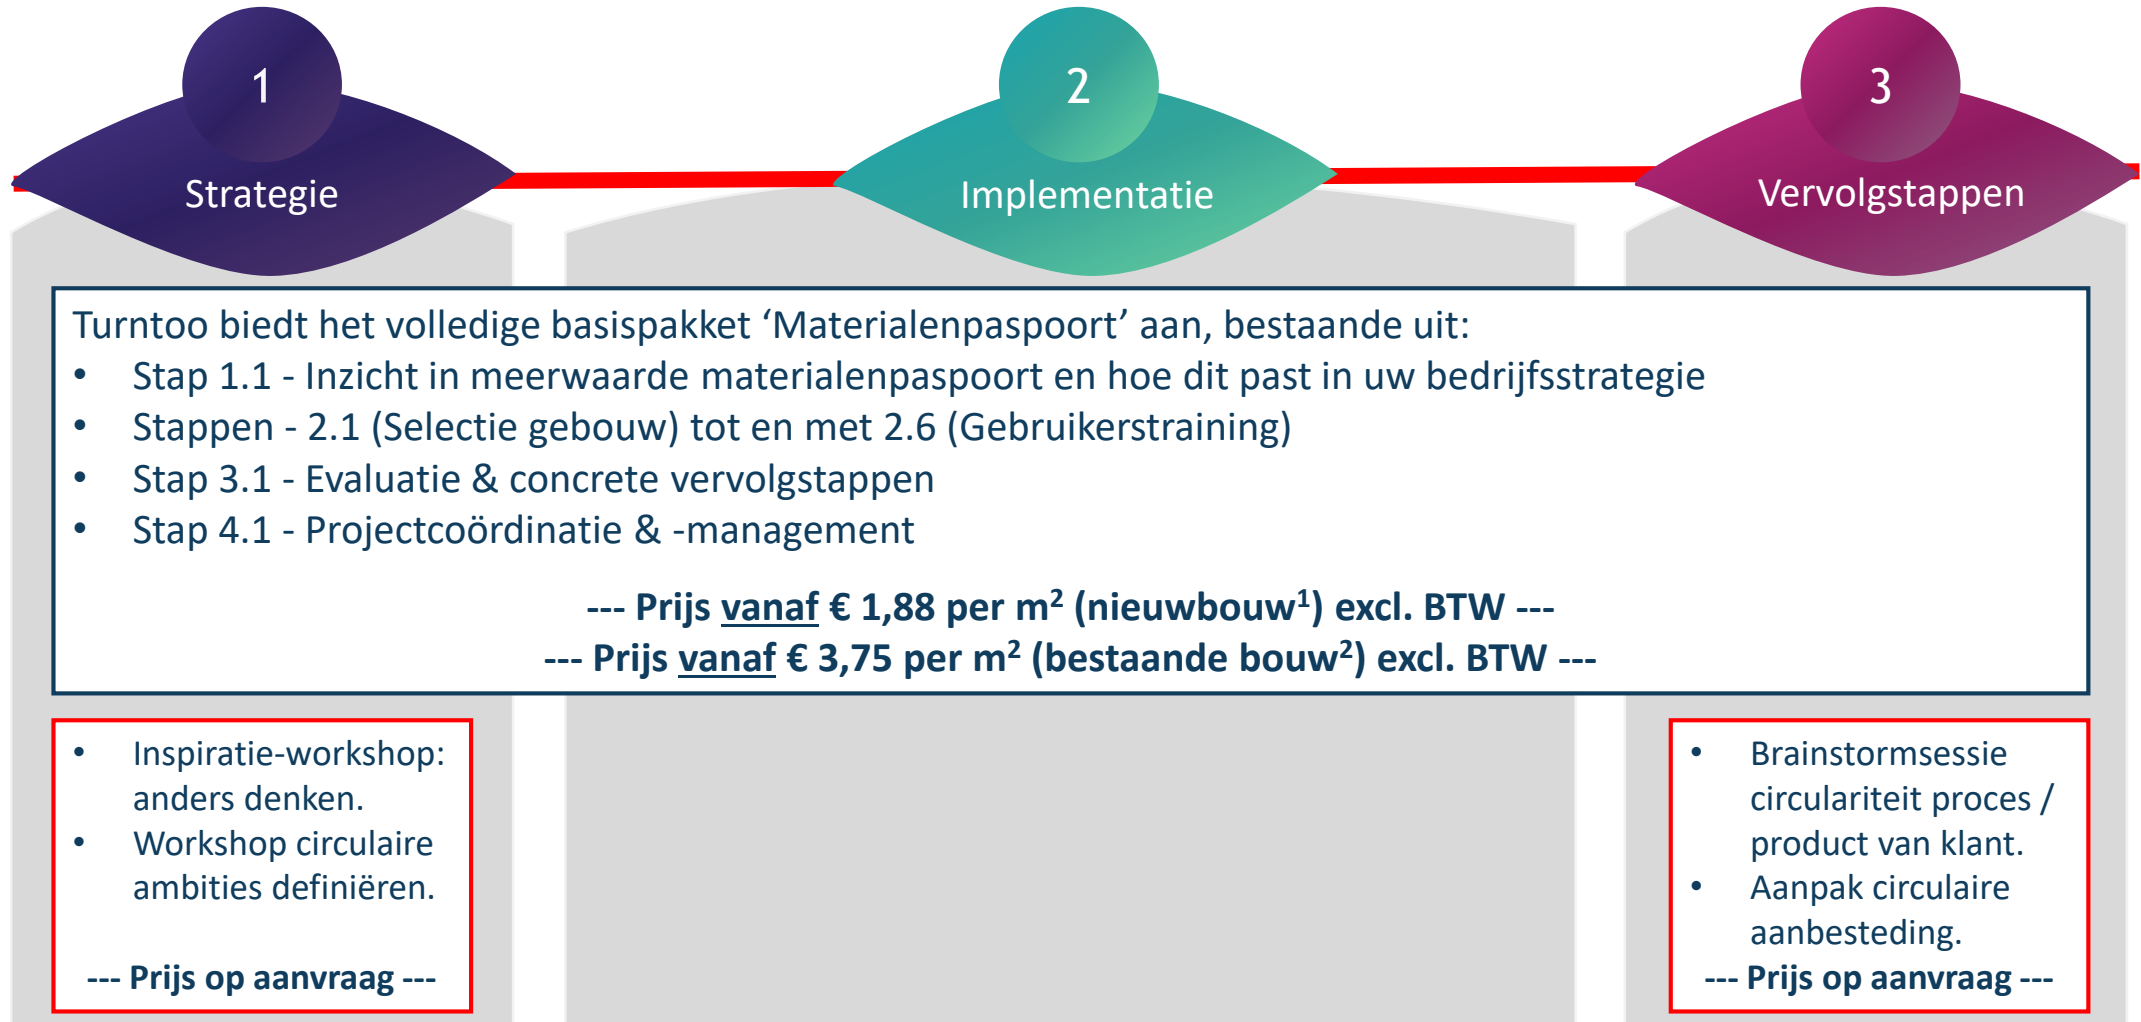 1
2
3
Strategie
Implementatie
Vervolgstappen
Turntoo biedt het volledige basispakket ‘Materialenpaspoort’ aan, bestaande uit:
• Stap 1.1 - Inzicht in meerwaarde materialenpaspoort en hoe dit past in uw bedrijfsstrategie
• Stappen - 2.1 (Selectie gebouw) tot en met 2.6 (Gebruikerstraining)
• Stap 3.1 - Evaluatie & concrete vervolgstappen
• Stap 4.1 - Projectcoördinatie & -management
--- Prijs vanaf € 1,88 per m² (nieuwbouw¹) excl. BTW ---
--- Prijs vanaf € 3,75 per m² (bestaande bouw²) excl. BTW ---
• Inspiratie-workshop:
anders denken.
• Workshop circulaire
ambities definiëren.
--- Prijs op aanvraag ---
• Brainstormsessie
circulariteit proces /
product van klant.
• Aanpak circulaire
aanbesteding.
--- Prijs op aanvraag ---